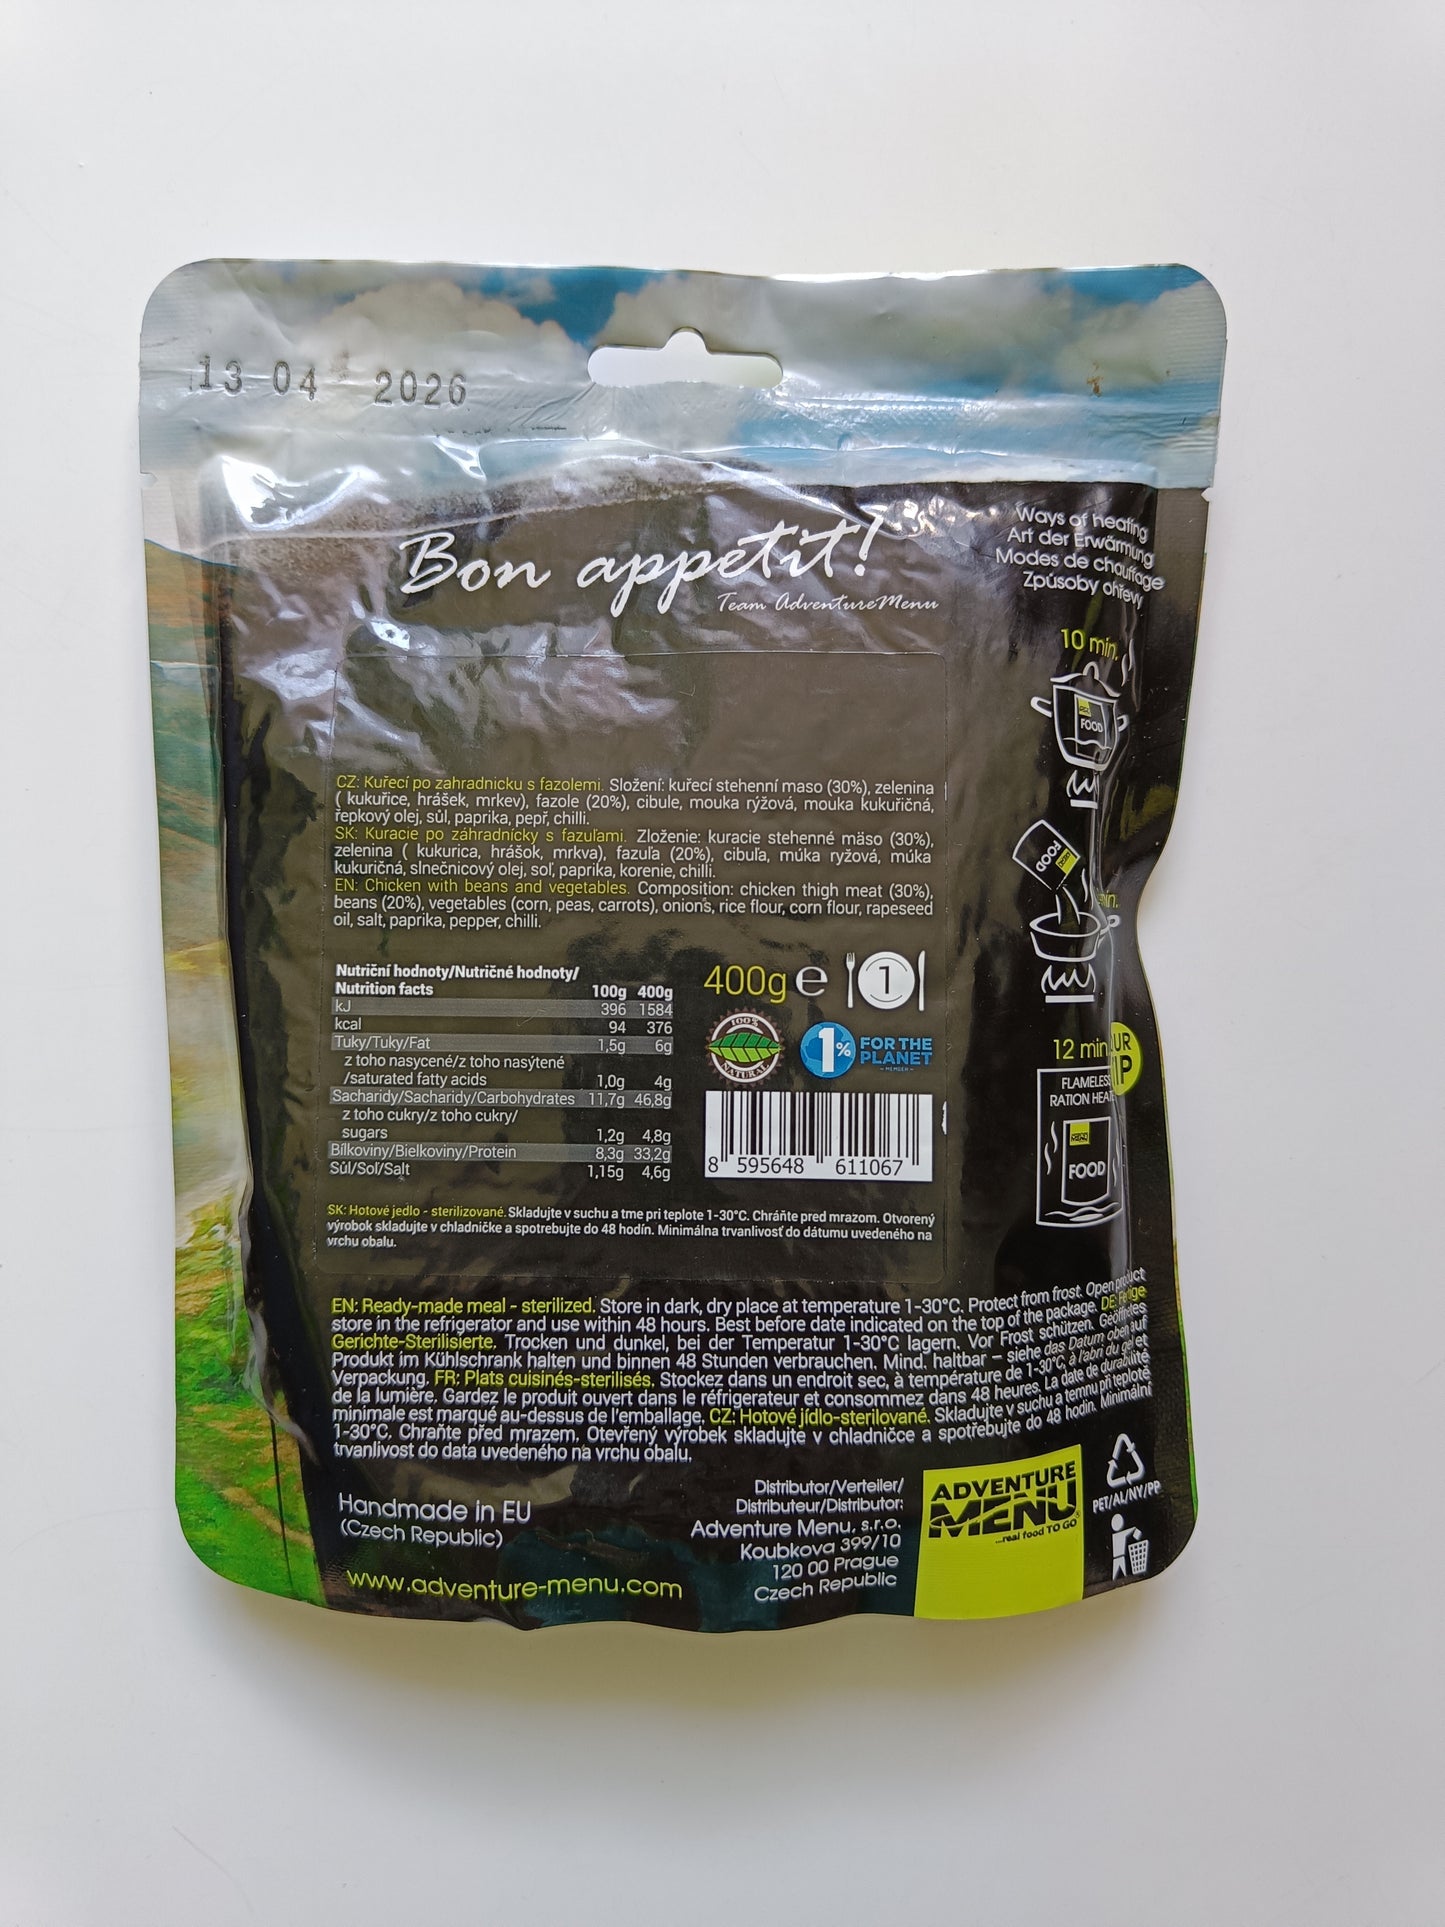 13 04 2026
Bon appetit!
Team AdventureMenu
Ways of heating
Art der Erwärmung
Modes de chauffage
Způsoby ohřevu
10 min.
FOOD
FOOD
min.
12 min.
FLAMELESS
RATION HEAT
MENU
FOOD
CZ: Kuřecí po zahradnicku s fazolemi. Složení: kuřecí stehenní maso (30%), zelenina
( kukuřice, hrášek, mrkev), fazole (20%), cibule, mouka rýžová, mouka kukuřičná,
řepkový olej, sůl, paprika, pepř, chilli.
SK: Kuracie po záhradnícky s fazuľami. Zloženie: kuracie stehenné mäso (30%),
zelenina ( kukurica, hrášok, mrkva), fazuľa (20%), cibuľa, múka ryžová, múka
kukuričná, slnečnicový olej, soľ, paprika, korenie, chilli.
EN: Chicken with beans and vegetables. Composition: chicken thigh meat (30%),
beans (20%), vegetables (corn, peas, carrots), onions, rice flour, corn flour, rapeseed
oil, salt, paprika, pepper, chilli.
Nutriční hodnoty/Nutričné hodnoty/
Nutrition facts 100g 400g
kJ 396 1584
kcal 94 376
Tuky/Tuky/Fat 1,5g 6g
z toho nasycené/z toho nasýtené
/saturated fatty acids 1,0g 4g
Sacharidy/Sacharidy/Carbohydrates 11,7g 46,8g
z toho cukry/z toho cukry/
sugars 1,2g 4,8g
Bílkoviny/Bielkoviny/Protein 8,3g 33,2g
Sůl/Soľ/Salt 1,15g 4,6g
400g e 1
100%
NATURAL
1% FOR THE
PLANET
MEMBER
8 595648 611067
SK: Hotové jedlo - sterilizované. Skladujte v suchu a tme pri teplote 1-30°C. Chráňte pred mrazom. Otvorený
výrobok skladujte v chladničke a spotrebujte do 48 hodín. Minimálna trvanlivosť do dátumu uvedeného na
vrchu obalu.
EN: Ready-made meal - sterilized. Store in dark, dry place at temperature 1-30°C. Protect from frost. Open product
store in the refrigerator and use within 48 hours. Best before date indicated on the top of the package. DE: Fertige
Gerichte-Sterilisierte. Trocken und dunkel, bei der Temperatur 1-30°C lagern. Vor Frost schützen. Geöffnetes
Produkt im Kühlschrank halten und binnen 48 Stunden verbrauchen. Mind. haltbar – siehe das Datum oben auf
Verpackung. FR: Plats cuisinés-sterilisés. Stockez dans un endroit sec, à température de 1-30°C, à l'abri du gel et
de la lumière. Gardez le produit ouvert dans le réfrigerateur et consommez dans 48 heures. La date de durabilité
minimale est marqué au-dessus de l'emballage. CZ: Hotové jídlo-sterilované. Skladujte v suchu a temnu při teplotě
1-30°C. Chraňte před mrazem. Otevřený výrobek skladujte v chladničce a spotřebujte do 48 hodin. Minimální
trvanlivost do data uvedeného na vrchu obalu.
Handmade in EU
(Czech Republic)
www.adventure-menu.com
Distributor/Verteiler/
Distributeur/Distributor:
Adventure Menu, s.r.o.
Koubkova 399/10
120 00 Prague
Czech Republic
ADVENTURE
MENU
...real food TO GO
PET/AL/NY/PP